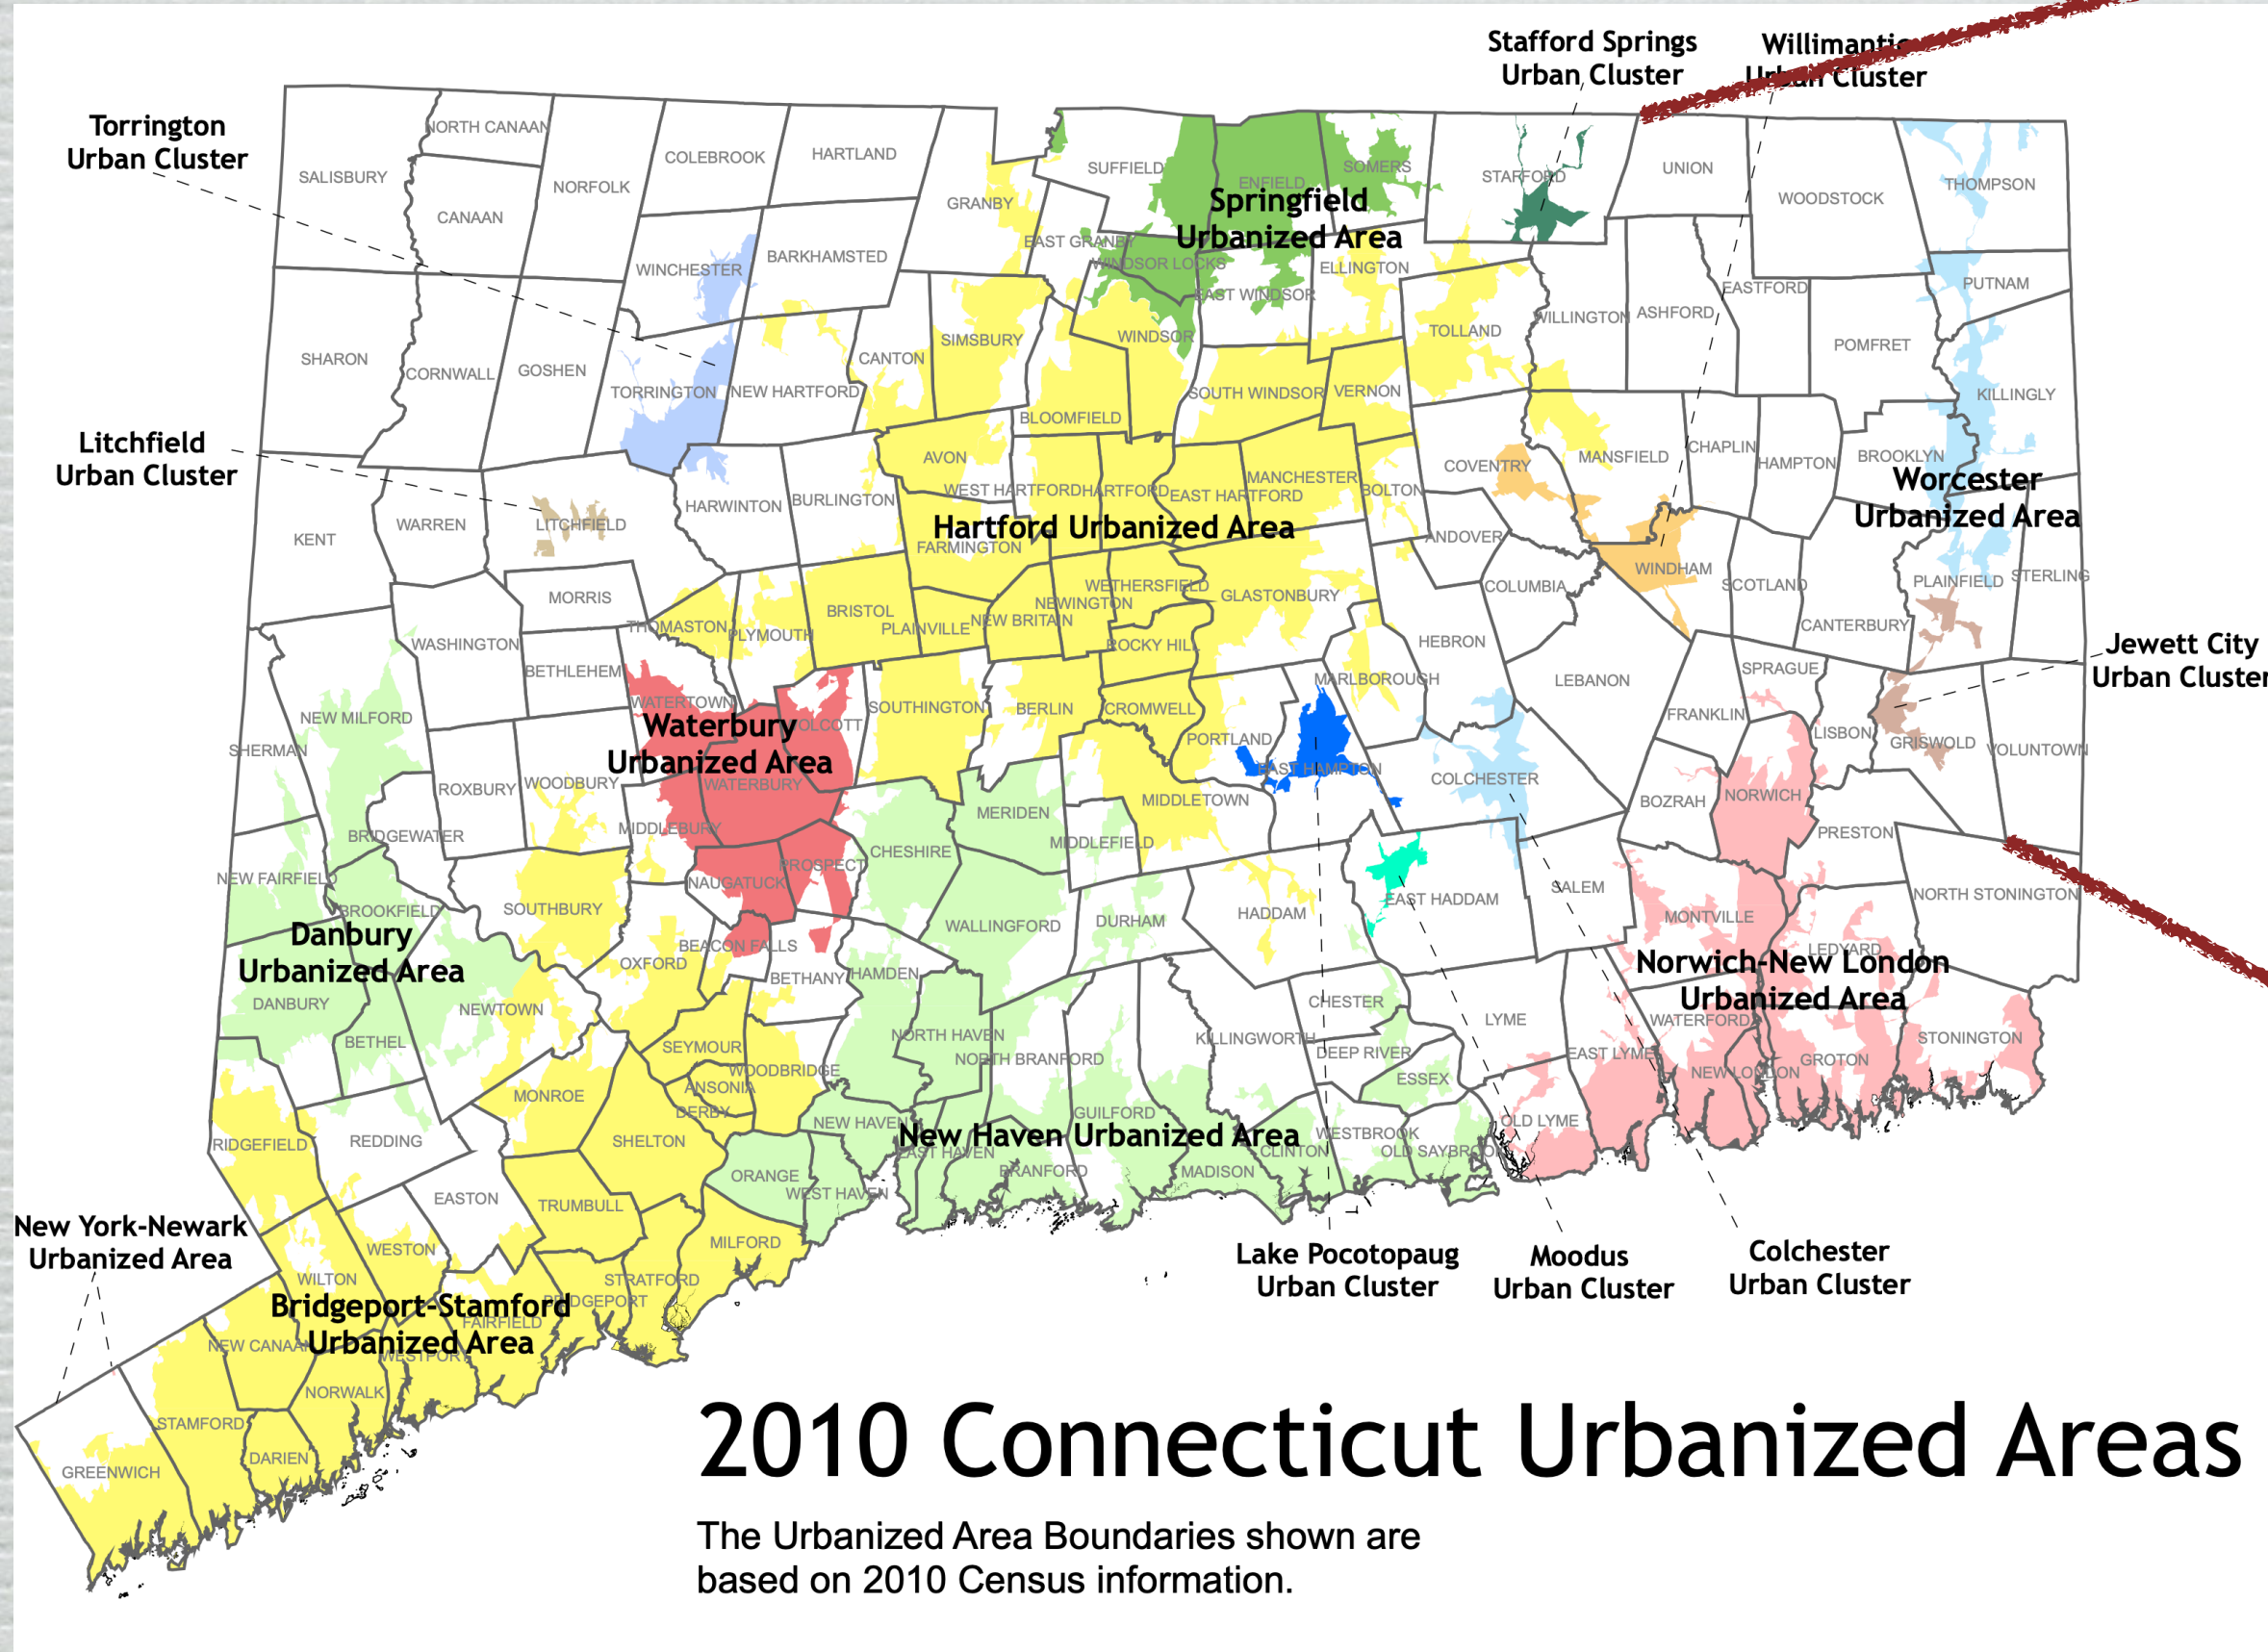 Stafford Springs
Urban Cluster
Willimantic
Urban Cluster
Torrington
Urban Cluster
NORTH CANAAN
SALISBURY
COLEBROOK
HARTLAND
NORFOLK
CANAAN
GRANBY
SUFFIELD
ENFIELD
SOMERS
STAFFORD
UNION
WOODSTOCK
THOMPSON
Springfield
Urbanized Area
EAST GRANBY
WINDSOR LOCKS
WINCHESTER
BARKHAMSTED
ELLINGTON
EAST WINDSOR
EASTFORD
PUTNAM
SHARON
CORNWALL
GOSHEN
TORRINGTON
NEW HARTFORD
CANTON
SIMSBURY
WINDSOR
TOLLAND
WILLINGTON
ASHFORD
POMFRET
KILLINGLY
BLOOMFIELD
SOUTH WINDSOR
VERNON
Litchfield
Urban Cluster
AVON
WEST HARTFORD
HARTFORD
EAST HARTFORD
MANCHESTER
BOLTON
COVENTRY
MANSFIELD
CHAPLIN
HAMPTON
BROOKLYN
Worcester
Urbanized Area
KENT
WARREN
LITCHFIELD
HARWINTON
BURLINGTON
Hartford Urbanized Area
FARMINGTON
ANDOVER
WINDHAM
SCOTLAND
PLAINFIELD
STERLING
MORRIS
WETHERSFIELD
NEWINGTON
GLASTONBURY
COLUMBIA
CANTERBURY
THOMASTON
PLYMOUTH
BRISTOL
PLAINVILLE
NEW BRITAIN
ROCKY HILL
HEBRON
WASHINGTON
BETHLEHEM
Jewett City
Urban Cluster
SPRAGUE
MARLBOROUGH
LEBANON
NEW MILFORD
WATERTOWN
Waterbury
Urbanized Area
WOLCOTT
SOUTHINGTON
BERLIN
CROMWELL
PORTLAND
FRANKLIN
LISBON
GRISWOLD
VOLUNTOWN
SHERMAN
ROXBURY
WOODBURY
WATERBURY
EAST HAMPTON
COLCHESTER
BOZRAH
NORWICH
BRIDGEWATER
MIDDLEBURY
MERIDEN
MIDDLETOWN
MIDDLEFIELD
PRESTON
CHESHIRE
NEW FAIRFIELD
NAUGATUCK
PROSPECT
BROOKFIELD
SOUTHBURY
WALLINGFORD
DURHAM
HADDAM
EAST HADDAM
SALEM
NORTH STONINGTON
MONTVILLE
Danbury
Urbanized Area
OXFORD
BEACON FALLS
BETHANY
HAMDEN
LEDYARD
Norwich-New London
Urbanized Area
DANBURY
NEWTOWN
CHESTER
LYME
WATERFORD
BETHEL
SEYMOUR
NORTH HAVEN
NORTH BRANFORD
KILLINGWORTH
DEEP RIVER
EAST LYME
STONINGTON
WOODBRIDGE
ANSONIA
ESSEX
NEW LONDON
GROTON
MONROE
DERBY
SHELTON
NEW HAVEN
GUILFORD
RIDGEFIELD
REDDING
New Haven Urbanized Area
WESTBROOK
OLD LYME
EAST HAVEN
CLINTON
OLD SAYBROOK
ORANGE
WEST HAVEN
BRANFORD
MADISON
EASTON
TRUMBULL
New York-Newark
Urbanized Area
WESTON
MILFORD
Lake Pocotopaug
Urban Cluster
Moodus
Urban Cluster
Colchester
Urban Cluster
WILTON
STRATFORD
BRIDGEPORT
Bridgeport-Stamford
Urbanized Area
FAIRFIELD
NEW CANAAN
WESTPORT
NORWALK
STAMFORD
DARIEN
GREENWICH
2010 Connecticut Urbanized Areas
The Urbanized Area Boundaries shown are
based on 2010 Census information.